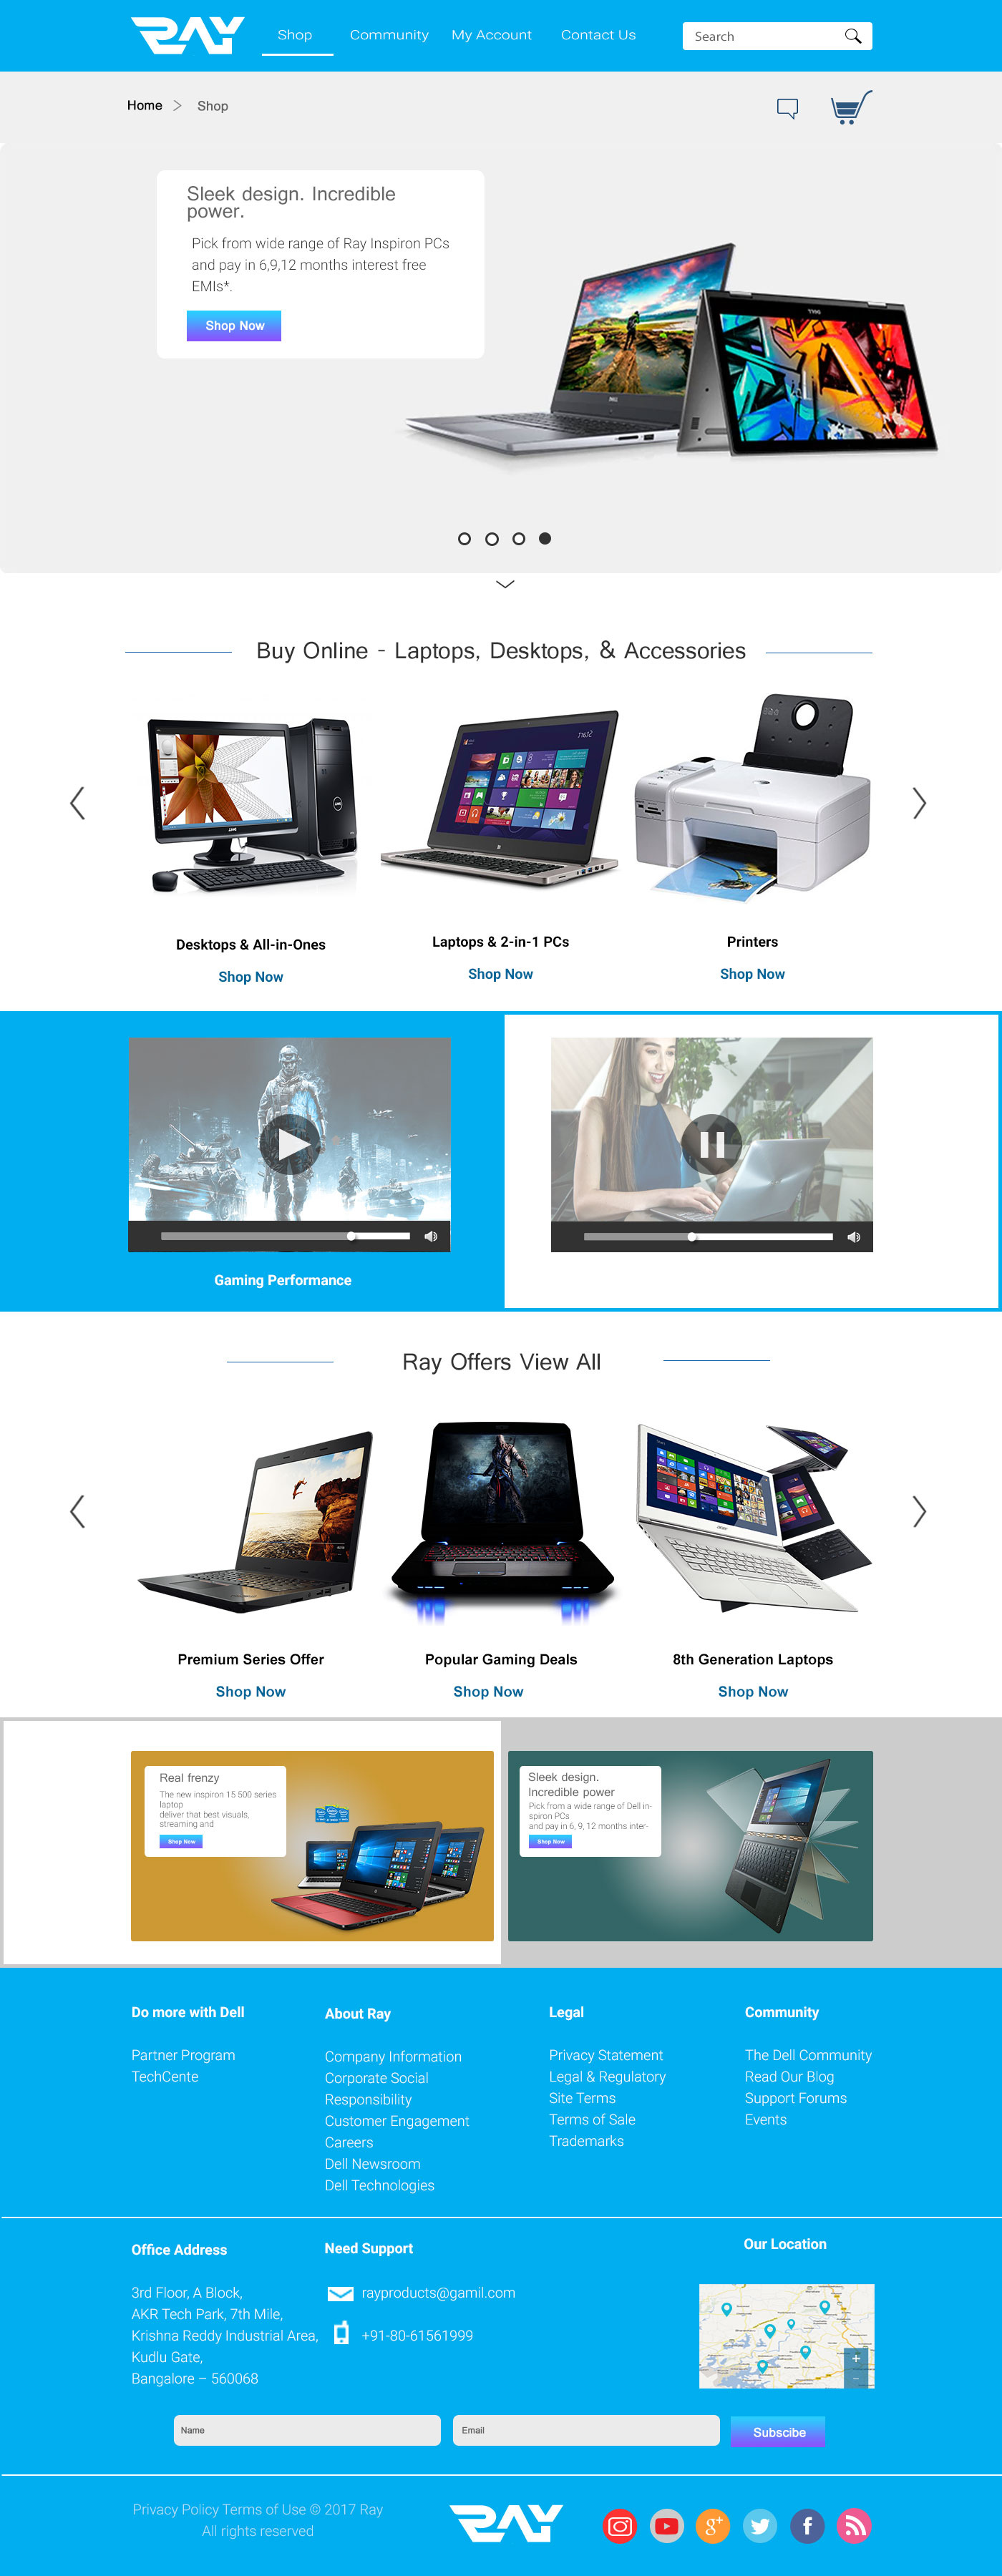 RAY
Shop
Community
My Account
Contact Us
Search
Home > Shop
Sleek design. Incredible
power.
Pick from wide range of Ray Inspiron PCs
and pay in 6,9,12 months interest free
EMIs*.
Shop Now
Buy Online - Laptops, Desktops, & Accessories
Desktops & All-in-Ones
Shop Now
Laptops & 2-in-1 PCs
Shop Now
Printers
Shop Now
Gaming Performance
Ray Offers View All
Premium Series Offer
Shop Now
Popular Gaming Deals
Shop Now
8th Generation Laptops
Shop Now
Real frenzy
The new inspiron 15 500 series
laptop
deliver that best visuals,
streaming and
Shop Now
Sleek design.
Incredible power
Pick from a wide range of Dell in-
spiron PCs
and pay in 6, 9, 12 months inter-
Shop Now
Do more with Dell
Partner Program
TechCente
About Ray
Company Information
Corporate Social
Responsibility
Customer Engagement
Careers
Dell Newsroom
Dell Technologies
Legal
Privacy Statement
Legal & Regulatory
Site Terms
Terms of Sale
Trademarks
Community
The Dell Community
Read Our Blog
Support Forums
Events
Office Address
3rd Floor, A Block,
AKR Tech Park, 7th Mile,
Krishna Reddy Industrial Area,
Kudlu Gate,
Bangalore – 560068
Need Support
rayproducts@gamil.com
+91-80-61561999
Our Location
Name
Email
Subscibe
Privacy Policy Terms of Use © 2017 Ray
All rights reserved
RAY